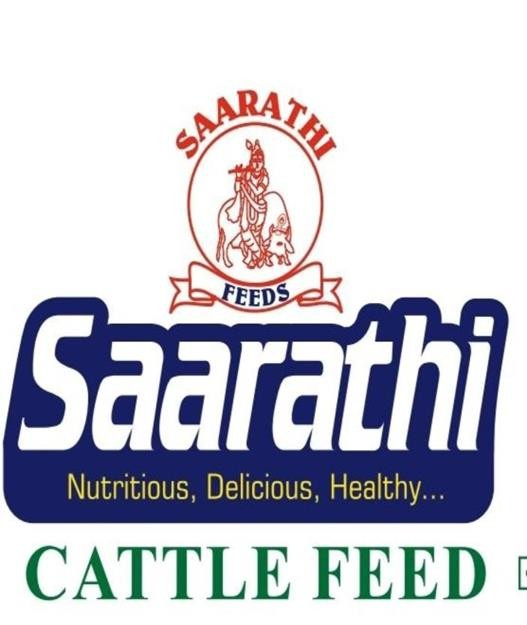 SAARATHI
FEEDS
Saarathi
Nutritious, Delicious, Healthy...
CATTLE FEED